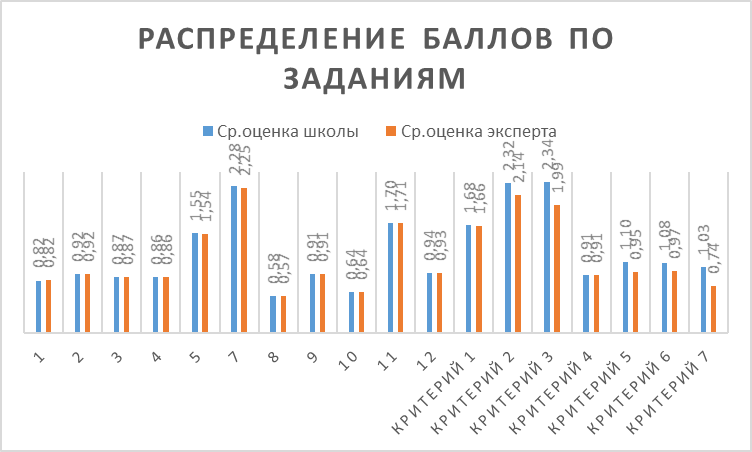 РАСПРЕДЕЛЕНИЕ БАЛЛОВ ПО
ЗАДАНИЯМ
Ср.оценка школы Ср.оценка эксперта
0,82 0,82
0,92 0,92
0,87 0,87
0,86 0,86
1,55 1,54
2,28 2,25
0,58 0,57
0,91 0,91
0,64 0,64
1,70 1,71
0,94 0,93
1,68 1,66
2,32 2,14
2,34 1,99
0,91 0,91
1,10 0,95
1,08 0,97
1,03 0,74
1
2
3
4
5
7
8
9
10
11
12
КРИТЕРИЙ 1
КРИТЕРИЙ 2
КРИТЕРИЙ 3
КРИТЕРИЙ 4
КРИТЕРИЙ 5
КРИТЕРИЙ 6
КРИТЕРИЙ 7